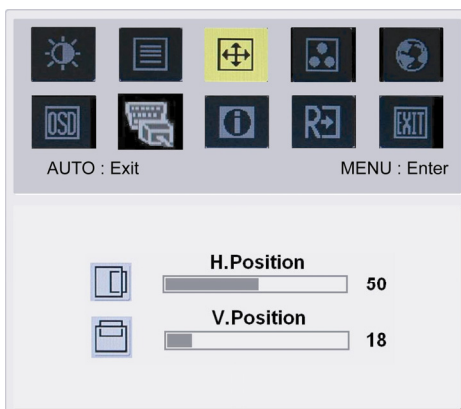 OSD
R
EXIT
AUTO : Exit
MENU : Enter
H.Position
50
V.Position
18